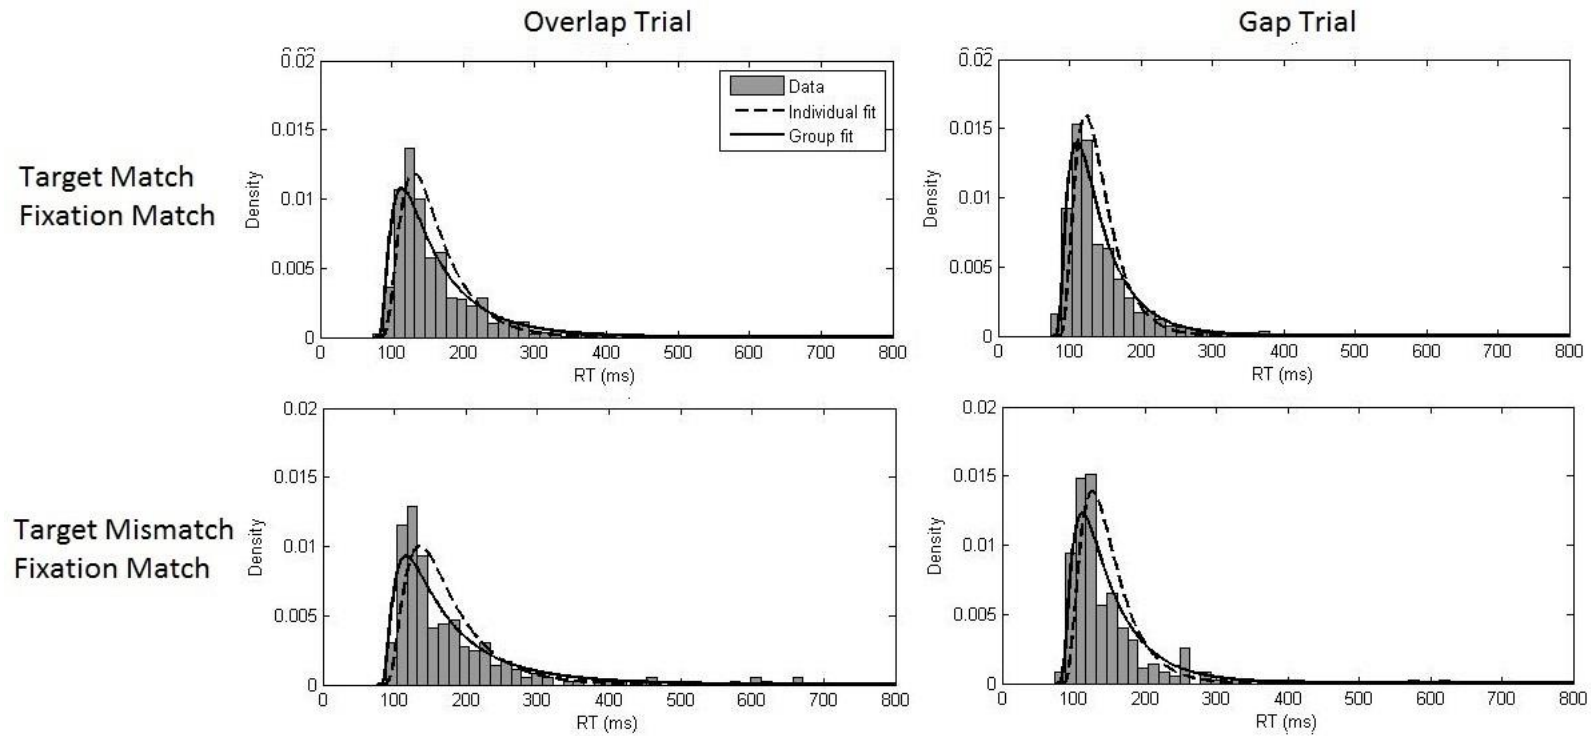 Overlap Trial
Gap Trial
Target Match
Fixation Match
0.02
0.015
0.01
0.005
0
Density
0 100 200 300 400 500 600 700 800
RT (ms)
Data
Individual fit
Group fit
0.02
0.015
0.01
0.005
0
Density
0 100 200 300 400 500 600 700 800
RT (ms)
Target Mismatch
Fixation Match
0.02
0.015
0.01
0.005
0
Density
0 100 200 300 400 500 600 700 800
RT (ms)
0.02
0.015
0.01
0.005
0
Density
0 100 200 300 400 500 600 700 800
RT (ms)